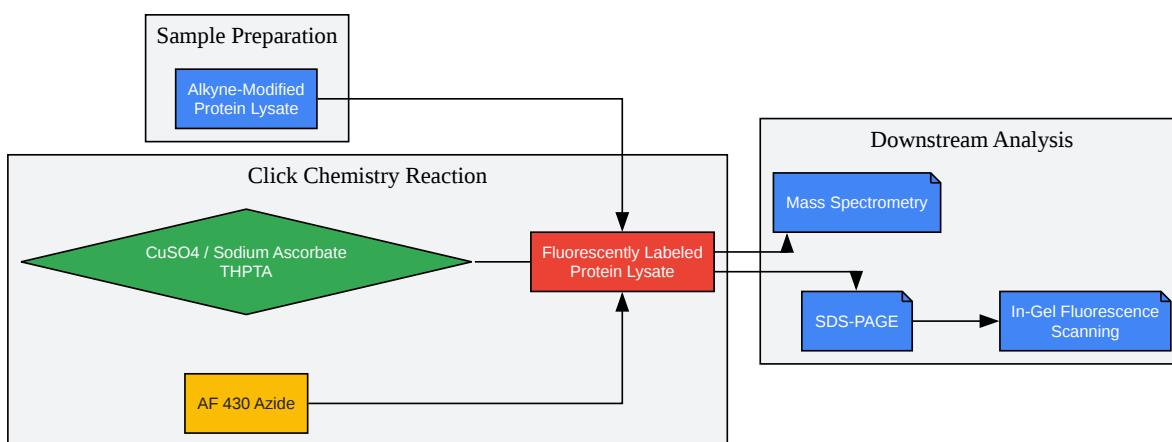 Sample Preparation
Alkyne-Modified
Protein Lysate
Click Chemistry Reaction
CuSO4 / Sodium Ascorbate
THPTA
Fluorescently Labeled
Protein Lysate
AF 430 Azide
Downstream Analysis
Mass Spectrometry
SDS-PAGE
In-Gel Fluorescence
Scanning